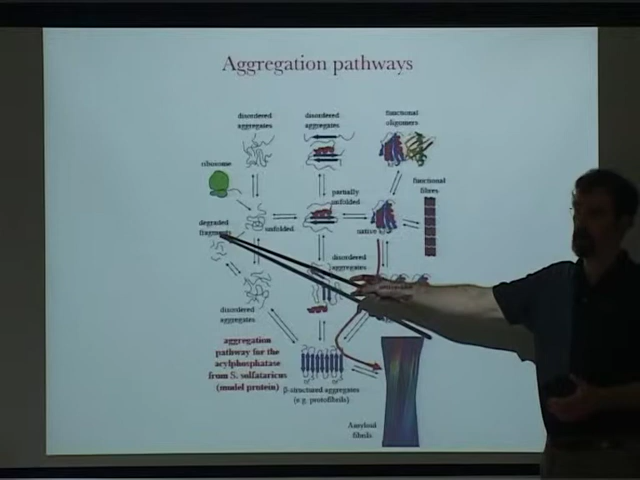 Aggregation pathways
disordered
aggregates
disordered
aggregates
functional
oligomers
ribosome
functional
fibres
partially
unfolded
degraded
fragments
unfolded
native
disordered
aggregates
disordered
aggregates
aggregation
pathway for the
acylphosphatase
from S. solfataricus
(model protein)
β-structured aggregates
(e.g. protofibrils)
Amyloid
fibrils